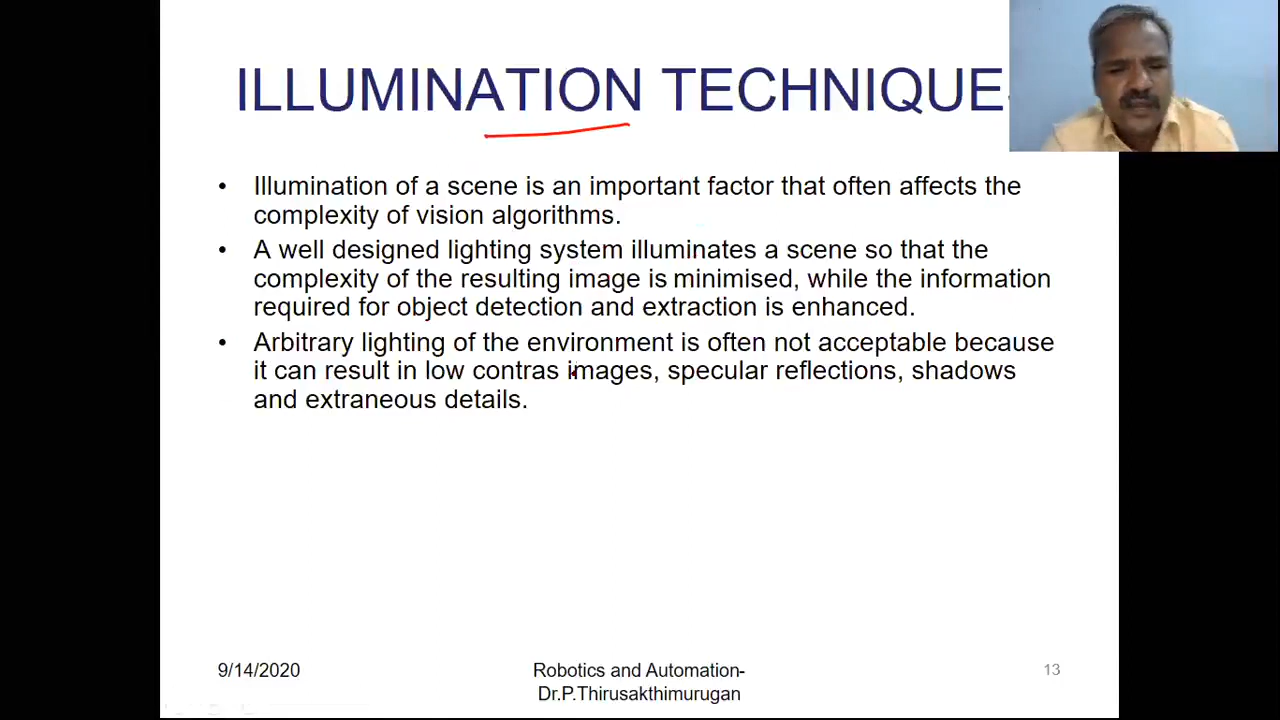 ILLUMINATION TECHNIQUE
• Illumination of a scene is an important factor that often affects the
complexity of vision algorithms.
• A well designed lighting system illuminates a scene so that the
complexity of the resulting image is minimised, while the information
required for object detection and extraction is enhanced.
• Arbitrary lighting of the environment is often not acceptable because
it can result in low contras images, specular reflections, shadows
and extraneous details.
9/14/2020
Robotics and Automation-
Dr.P.Thirusakthimurugan
13